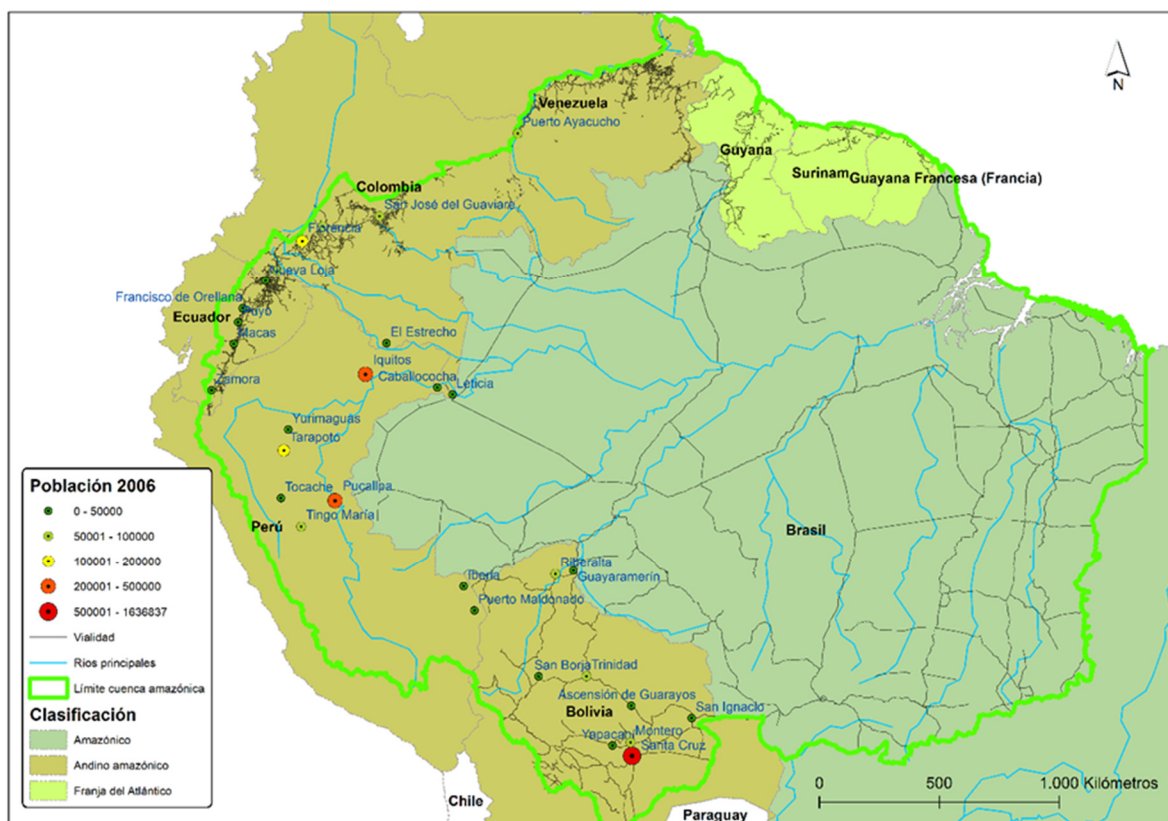 N
Venezuela
Puerto Ayacucho
Guyana
Surinam
Guayana Francesa (Francia)
Colombia
San José del Guaviare
Florencia
Nueva Loja
Francisco de Orellana
Puyo
Ecuador
Macas
El Estrecho
Iquitos
Caballococha
Leticia
Zamora
Yurimaguas
Tarapoto
Tocache
Pucallpa
Tingo María
Perú
Brasil
Riberalta
Guayaramerín
Iberia
Puerto Maldonado
San Borja
Trinidad
Ascensión de Guarayos
Bolivia
San Ignacio
Yapacaní
Montero
Santa Cruz
Chile
Paraguay
Población 2006
0 - 50000
50001 - 100000
100001 - 200000
200001 - 500000
500001 - 1636837
Vialidad
Ríos principales
Límite cuenca amazónica
Clasificación
Amazónico
Andino amazónico
Franja del Atlántico
0 500 1.000 Kilómetros